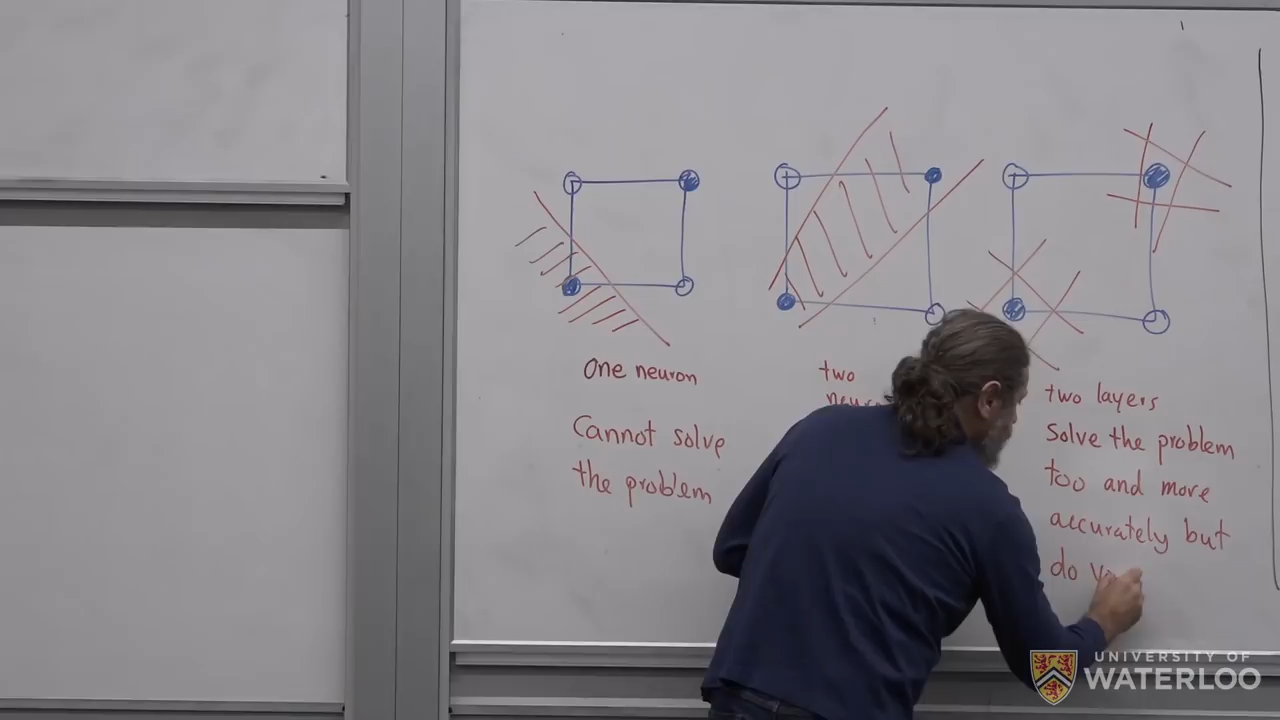 One neuron
Cannot solve
the problem
two
two layers
Solve the problem
too and more
accurately but
do
UNIVERSITY OF
WATERLOO